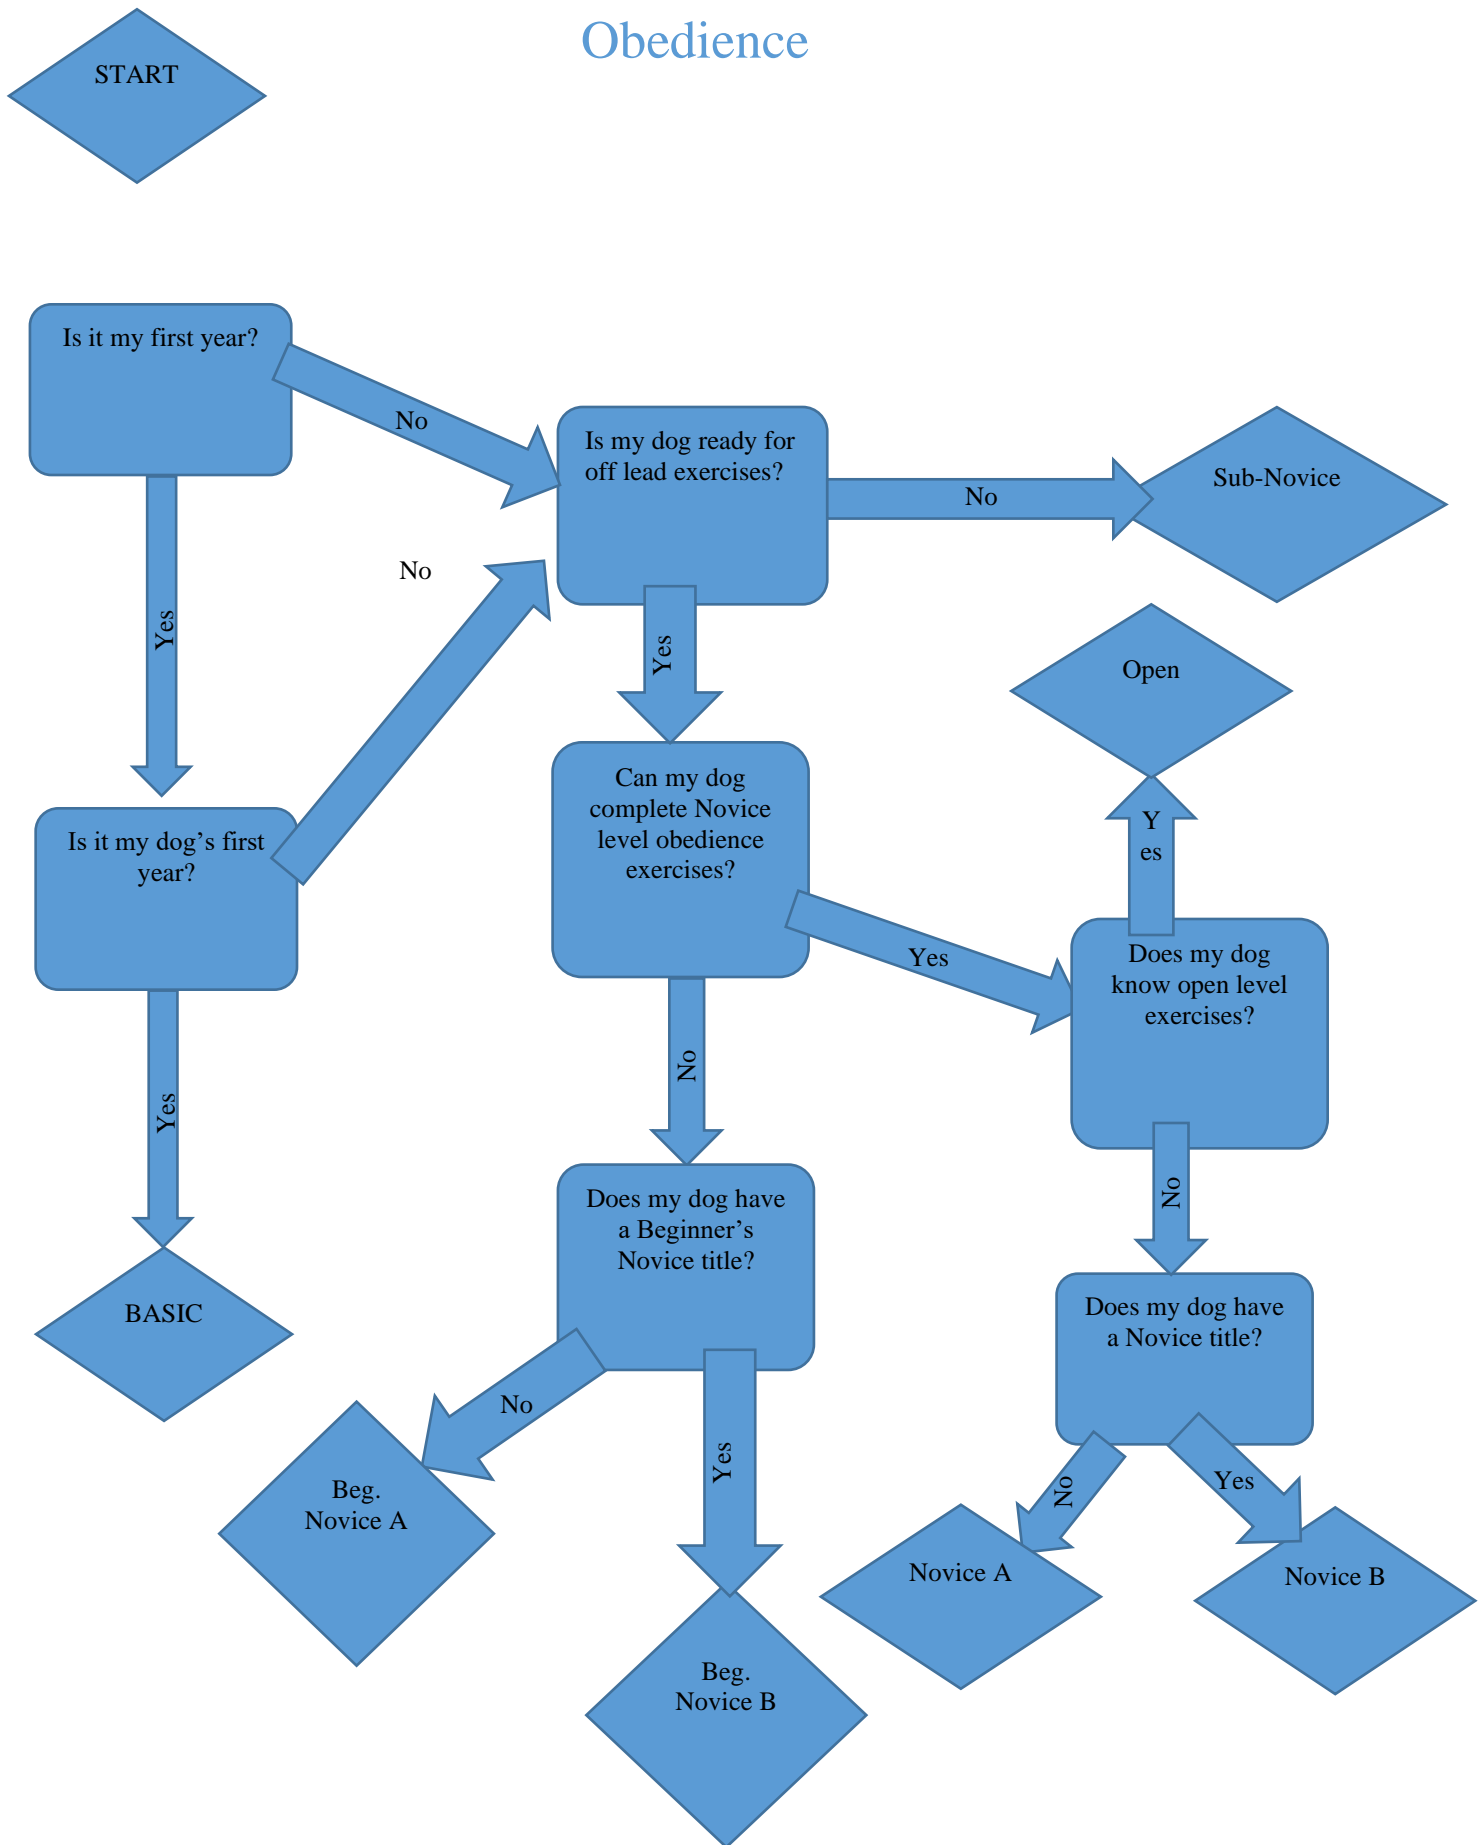 Obedience
START
Is it my first year?
No
Is my dog ready for
off lead exercises?
No
Sub-Novice
Yes
No
Yes
Open
Is it my dog’s first
year?
Can my dog
complete Novice
level obedience
exercises?
Y
es
Yes
Does my dog
know open level
exercises?
Yes
No
No
Does my dog have
a Beginner’s
Novice title?
BASIC
Does my dog have
a Novice title?
No
Yes
No
Yes
Beg.
Novice A
Novice A
Novice B
Beg.
Novice B